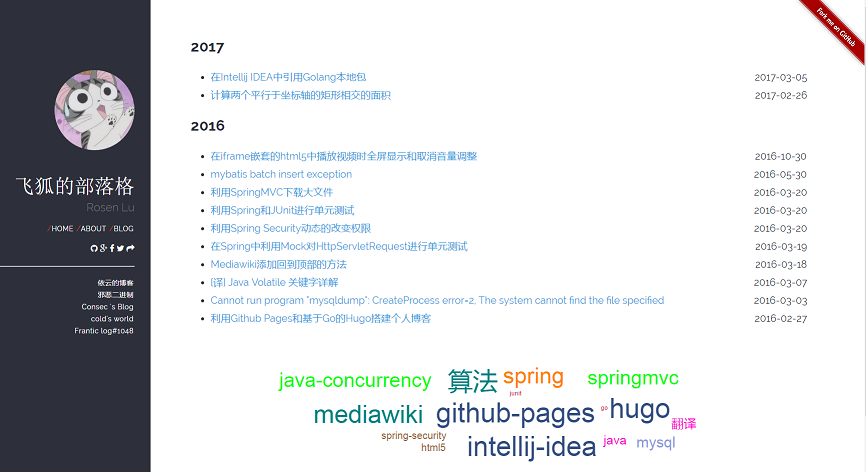 Fork me on GitHub
飞狐的部落格
Rosen Lu
/HOME /ABOUT /BLOG
依云的博客
邪恶二进制
Consec 's Blog
cold's world
Frantic log#1048
2017
在Intellij IDEA中引用Golang本地包 2017-03-05
计算两个平行于坐标轴的矩形相交的面积 2017-02-26
2016
在iframe嵌套的html5中播放视频时全屏显示和取消音量调整 2016-10-30
mybatis batch insert exception 2016-05-30
利用SpringMVC下载大文件 2016-03-20
利用Spring和JUnit进行单元测试 2016-03-20
利用Spring Security动态的改变权限 2016-03-20
在Spring中利用Mock对HttpServletRequest进行单元测试 2016-03-19
Mediawiki添加回到顶部的方法 2016-03-18
[译] Java Volatile 关键字详解 2016-03-07
Cannot run program "mysqldump": CreateProcess error=2, The system cannot find the file specified 2016-03-03
利用Github Pages和基于Go的Hugo搭建个人博客 2016-02-27
java-concurrency 算法 spring springmvc
junit
mediawiki github-pages go hugo 翻译
spring-security
html5 intellij-idea java mysql